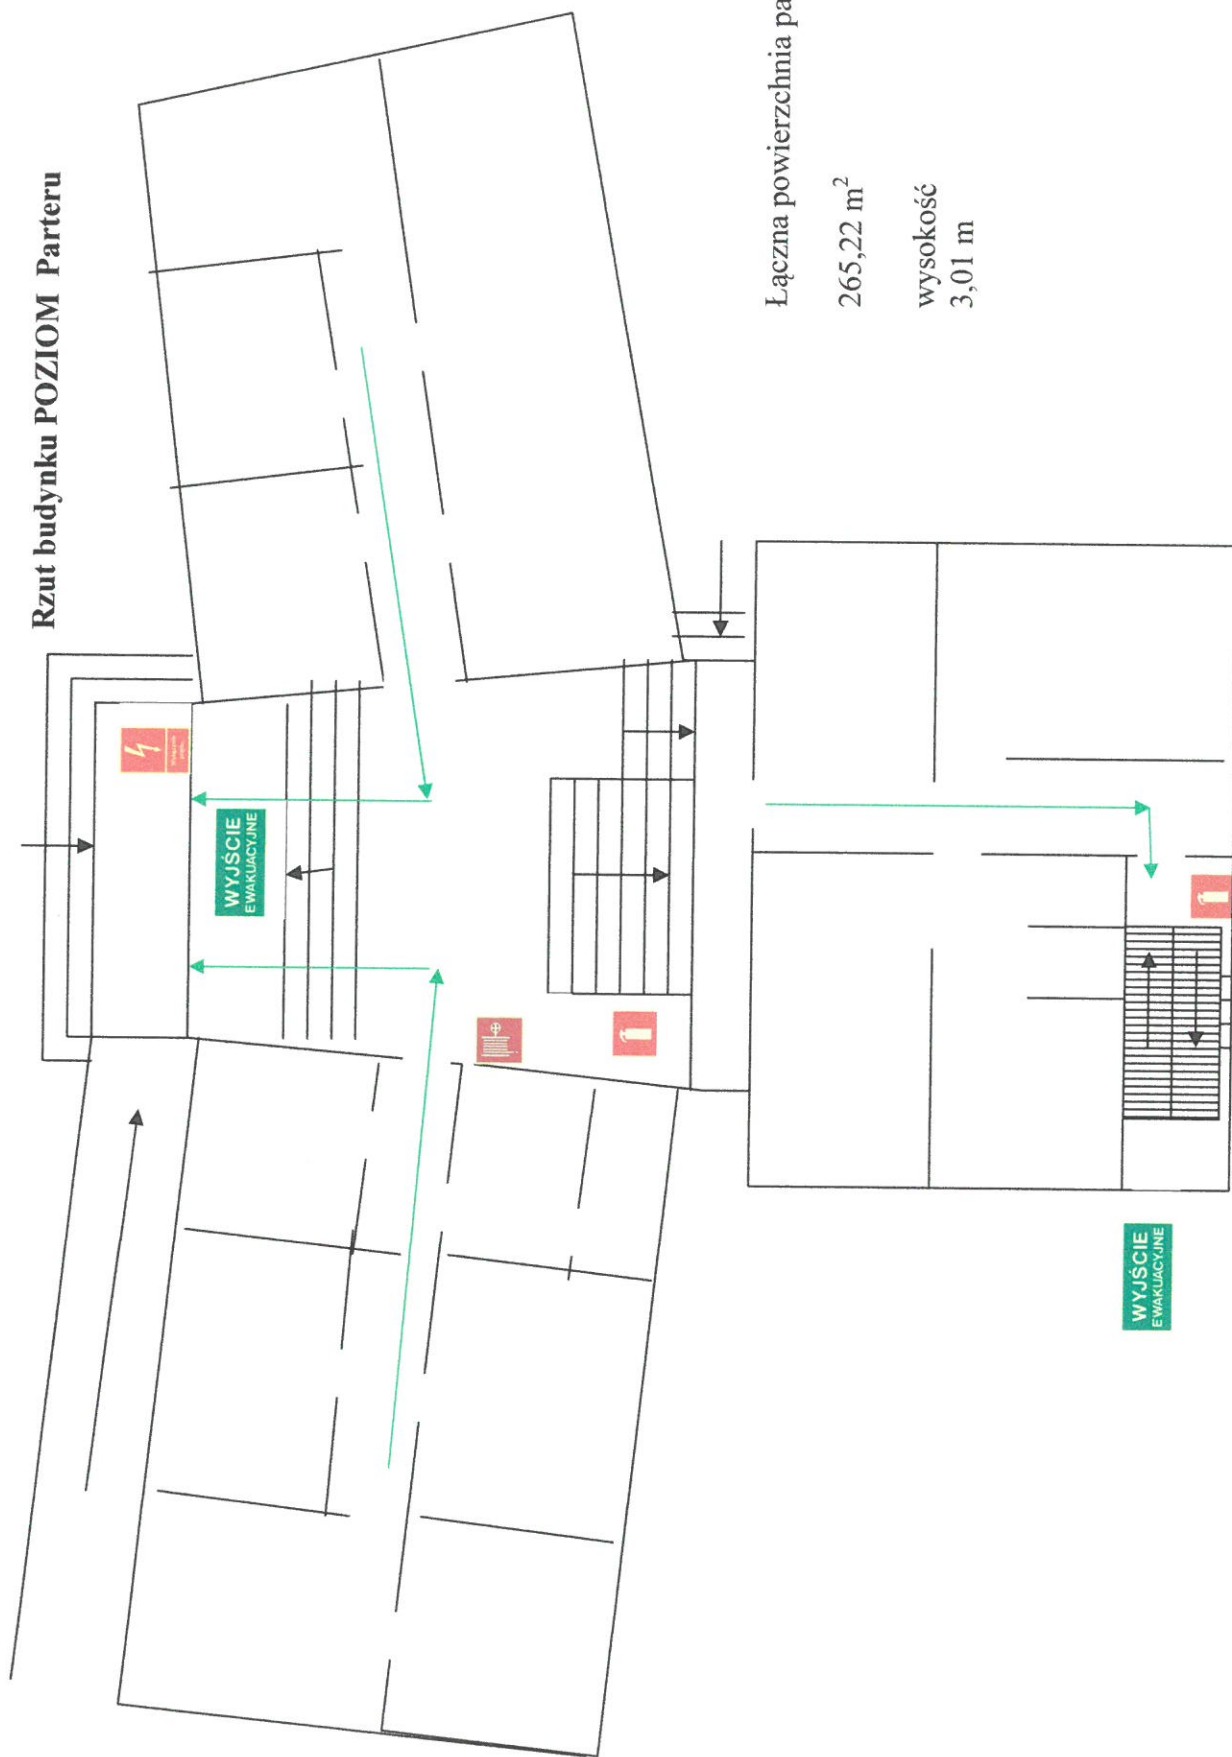 Rzut budynku POZIOM Parteru
WYJŚCIE
EWAKUACYJNE
Łączna powierzchnia pa
265,22 m²
wysokość
3,01 m
WYJŚCIE
EWAKUACYJNE